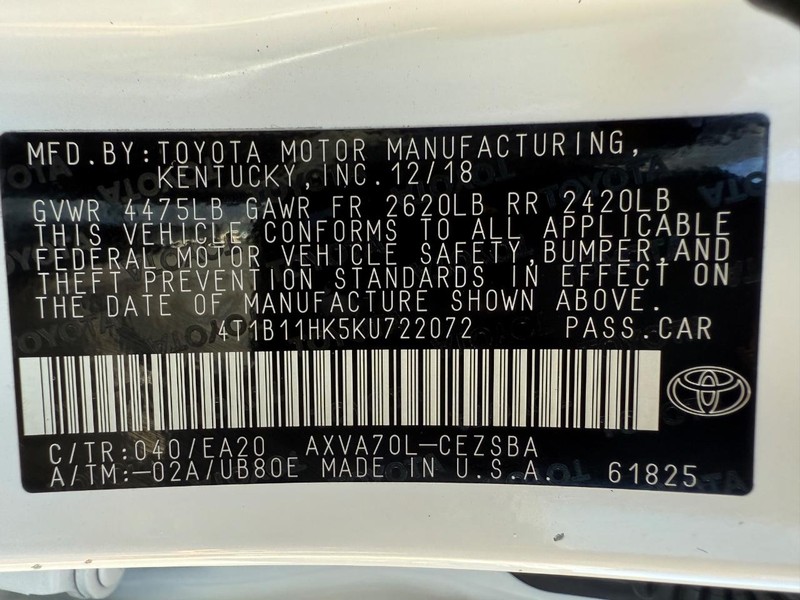 MFD.BY:TOYOTA MOTOR MANUFACTURING,
KENTUCKY,INC.12/18
GVWR 4475LB GAWR FR 2620LB RR 2420LB
THIS VEHICLE CONFORMS TO ALL APPLICABLE
FEDERAL MOTOR VEHICLE SAFETY,BUMPER,AND
THEFT PREVENTION STANDARDS IN EFFECT ON
THE DATE OF MANUFACTURE SHOWN ABOVE.
4T1B11HK5KU722072 PASS.CAR
C/TR:040/EA20 AXVA70L-CEZSBA
A/TM:-02A/UB80E MADE IN U.S.A. 61825